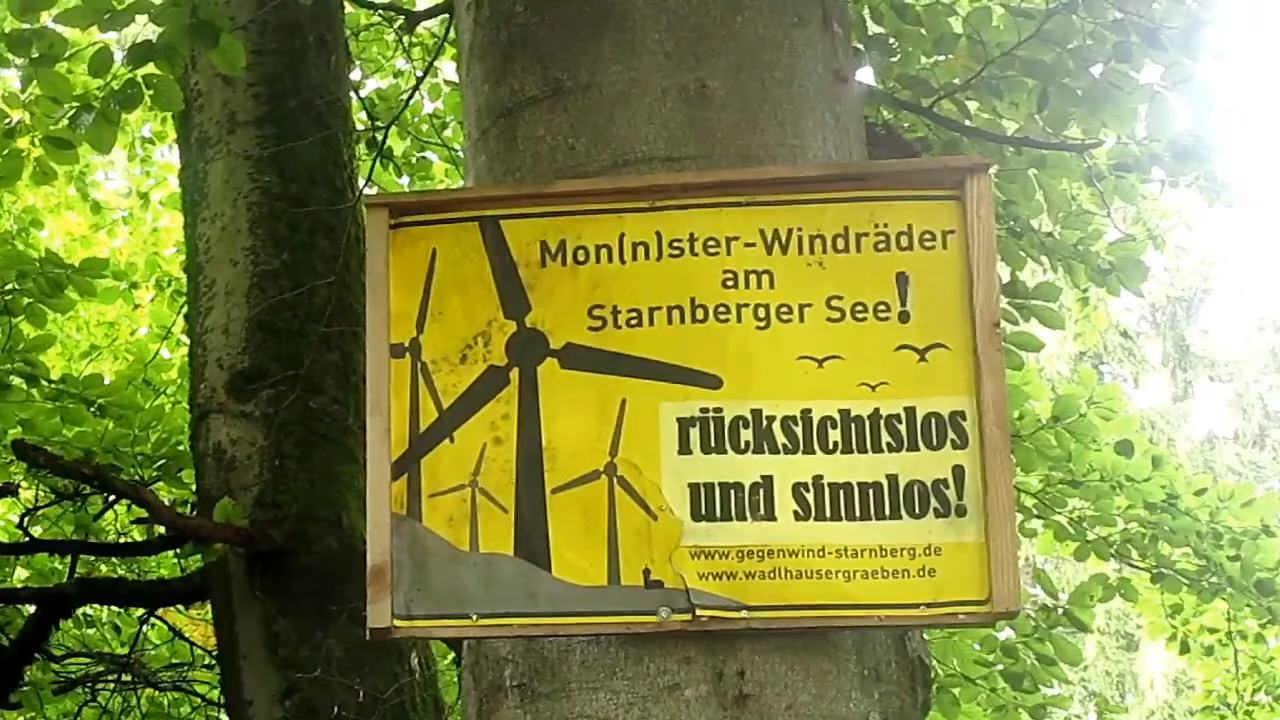 Mon(n)ster-Windräder
am
Starnberger See!
rücksichtslos
und sinnlos!
www.gegenwind-starnberg.de
www.wadlhausergraeben.de